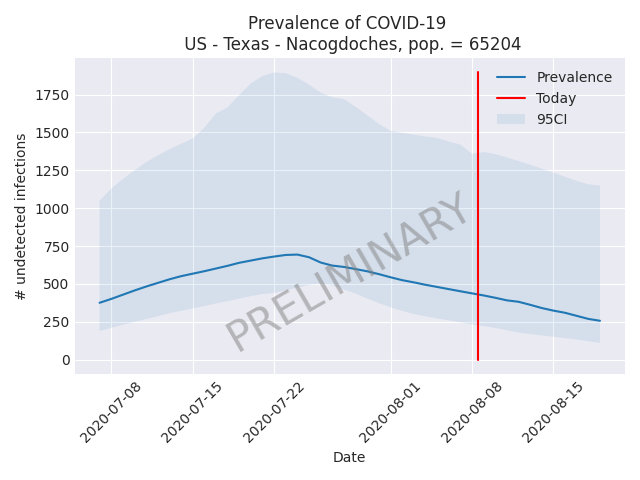 Prevalence of COVID-19
US - Texas - Nacogdoches, pop. = 65204
# undetected infections
1750
1500
1250
1000
750
500
250
0
Prevalence
Today
95CI
PRELIMINARY
2020-07-08
2020-07-15
2020-07-22
2020-08-01
2020-08-08
2020-08-15
Date